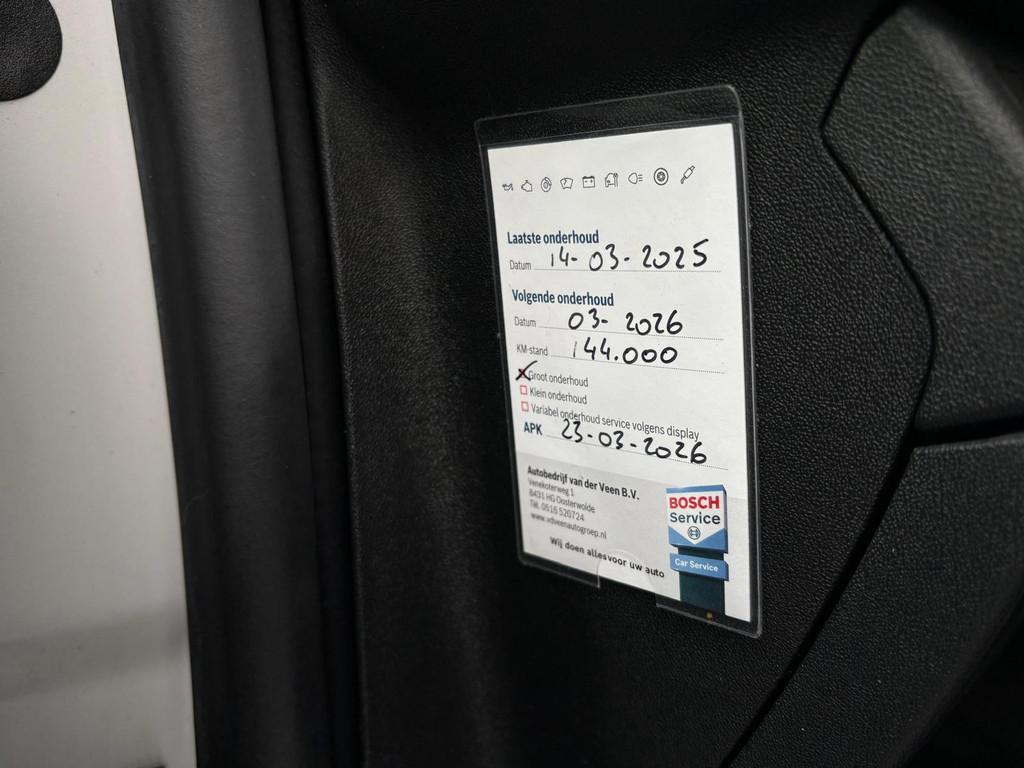 Laatste onderhoud
Datum 14-03-2025
Volgende onderhoud
Datum 03-2026
KM-stand 144.000
Groot onderhoud
Klein onderhoud
Variabel onderhoud service volgens display
APK 23-03-2026
Autobedrijf van der Veen B.V.
Venekoterweg 1
8431 HG Oosterwolde
Tel. 0516 520724
www.adveenautogroep.nl
Wij doen alles voor uw auto
BOSCH
Service
Car Service